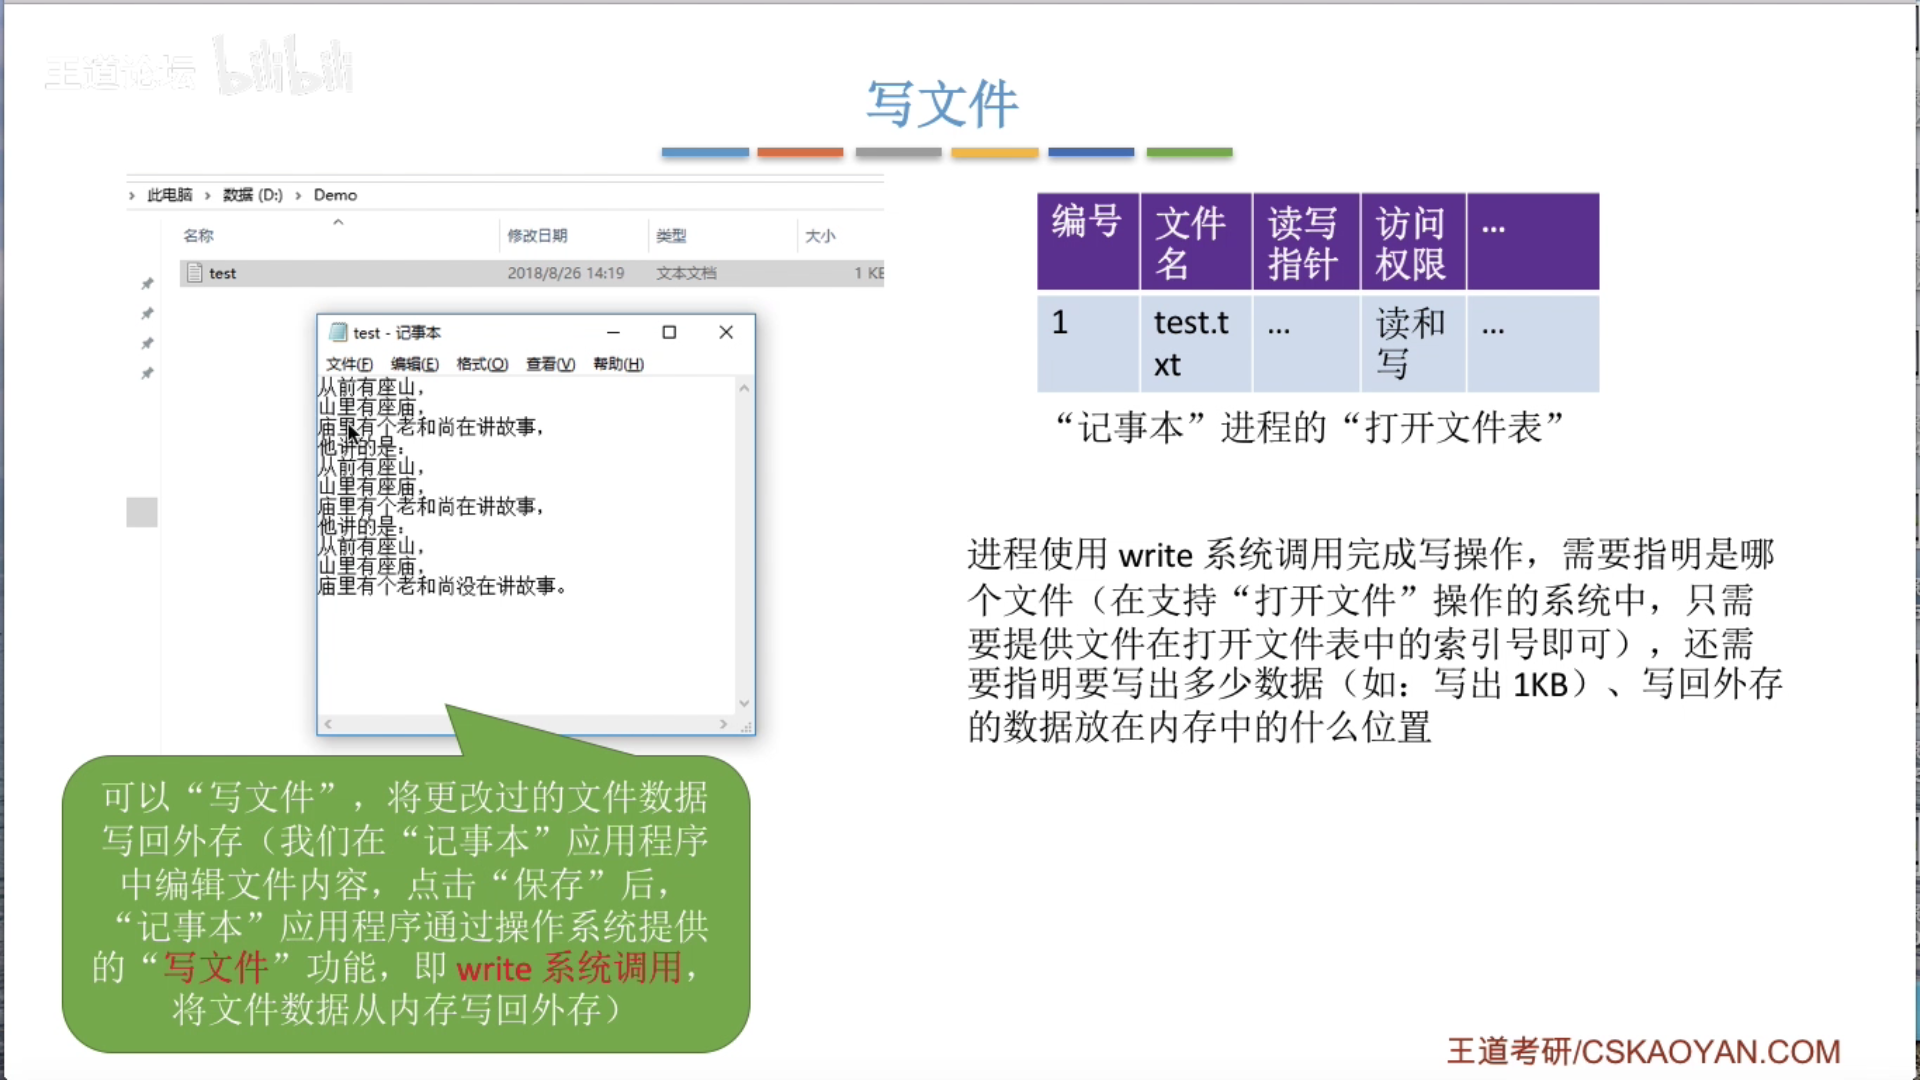 王道论坛 bilibili
写文件
› 此电脑 › 数据 (D:) › Demo
名称 修改日期 类型 大小
test 2018/8/26 14:19 文本文档 1 KB
test - 记事本
文件(F) 编辑(E) 格式(O) 查看(V) 帮助(H)
从前有座山，
山里有座庙，
庙里有个老和尚在讲故事，
他讲的是：
从前有座山，
山里有座庙，
庙里有个老和尚在讲故事，
他讲的是：
从前有座山，
山里有座庙，
庙里有个老和尚没在讲故事。
可以“写文件”，将更改过的文件数据
写回外存（我们在“记事本”应用程序
中编辑文件内容，点击“保存”后，
“记事本”应用程序通过操作系统提供
的“写文件”功能，即 write 系统调用，
将文件数据从内存写回外存）
编号 文件 读写 访问 ...
名 指针 权限
1 test.t ... 读和 ...
xt 写
“记事本”进程的“打开文件表”
进程使用 write 系统调用完成写操作，需要指明是哪
个文件（在支持“打开文件”操作的系统中，只需
要提供文件在打开文件表中的索引号即可），还需
要指明要写出多少数据（如：写出 1KB）、写回外存
的数据放在内存中的什么位置
王道考研/CSKAOYAN.COM